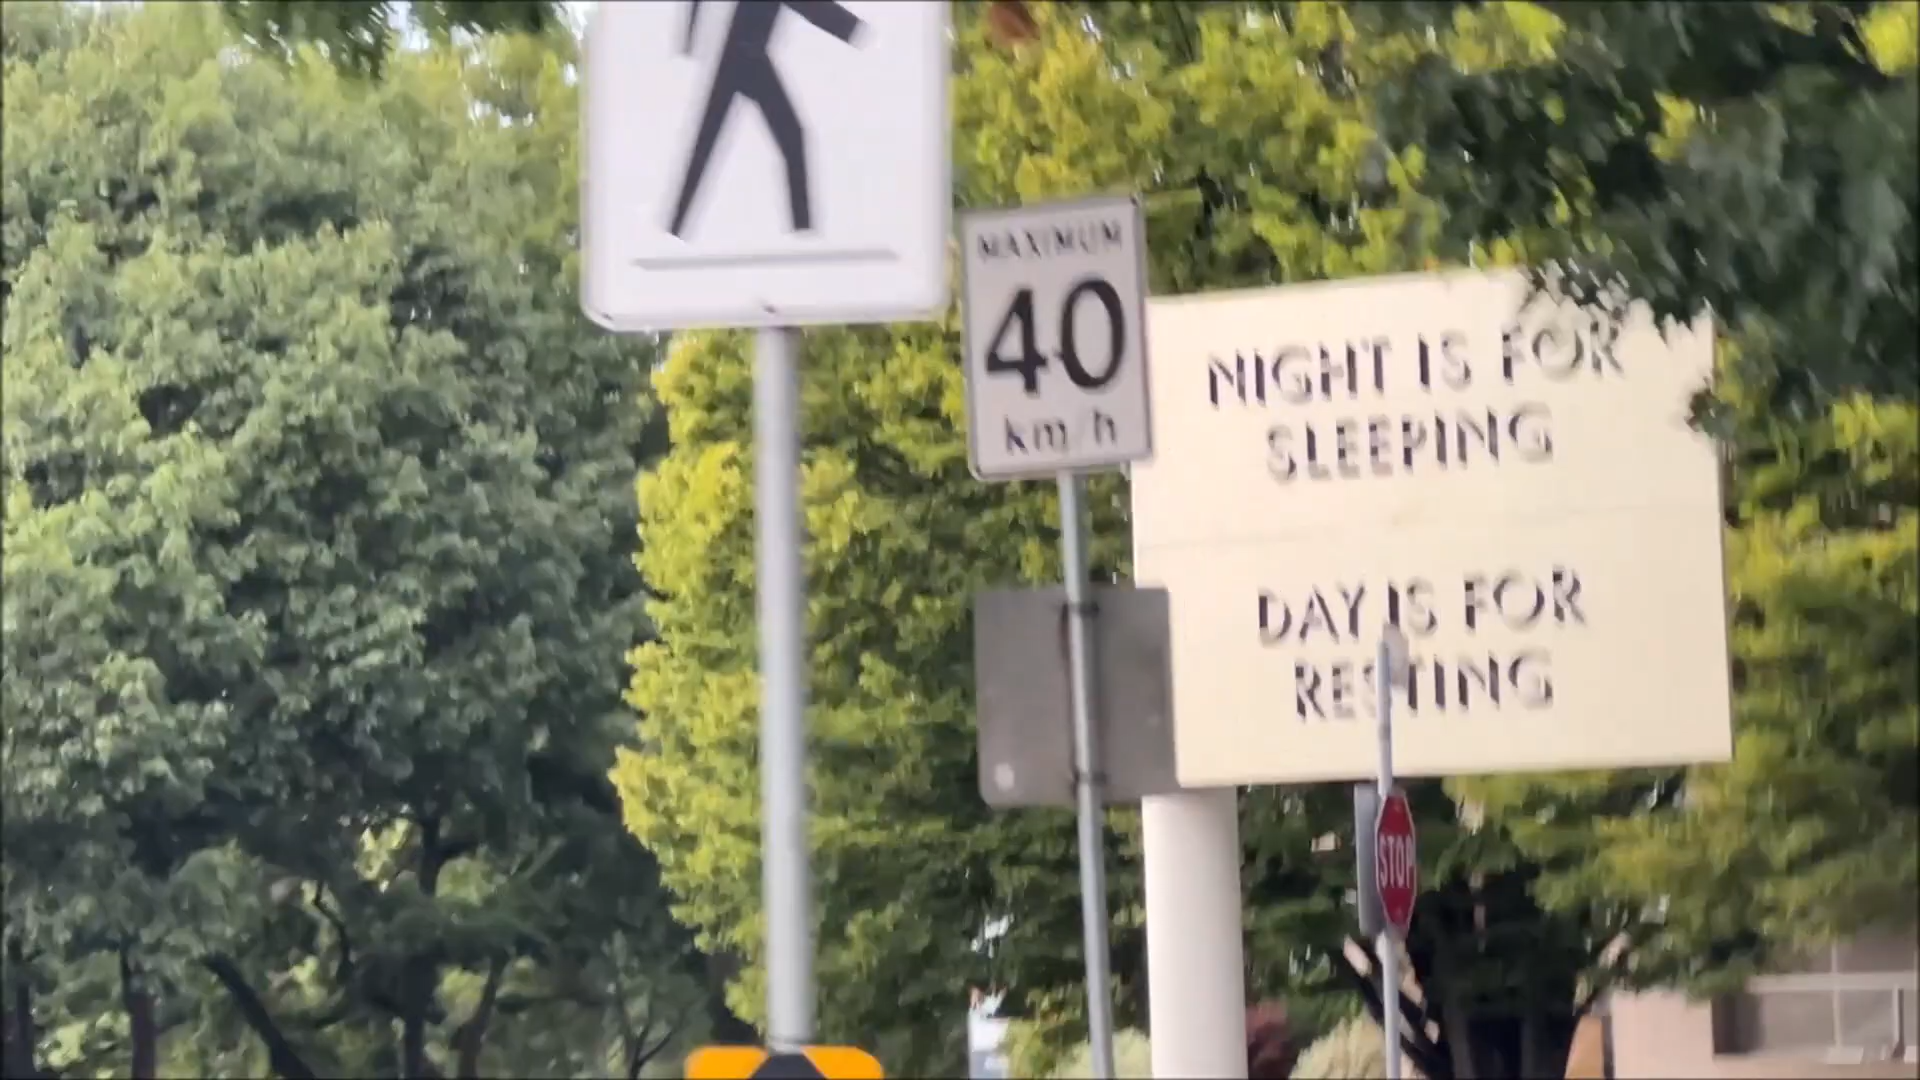 MAXIMUM
40
km/h
NIGHT IS FOR
SLEEPING
DAY IS FOR
RESTING
STOP